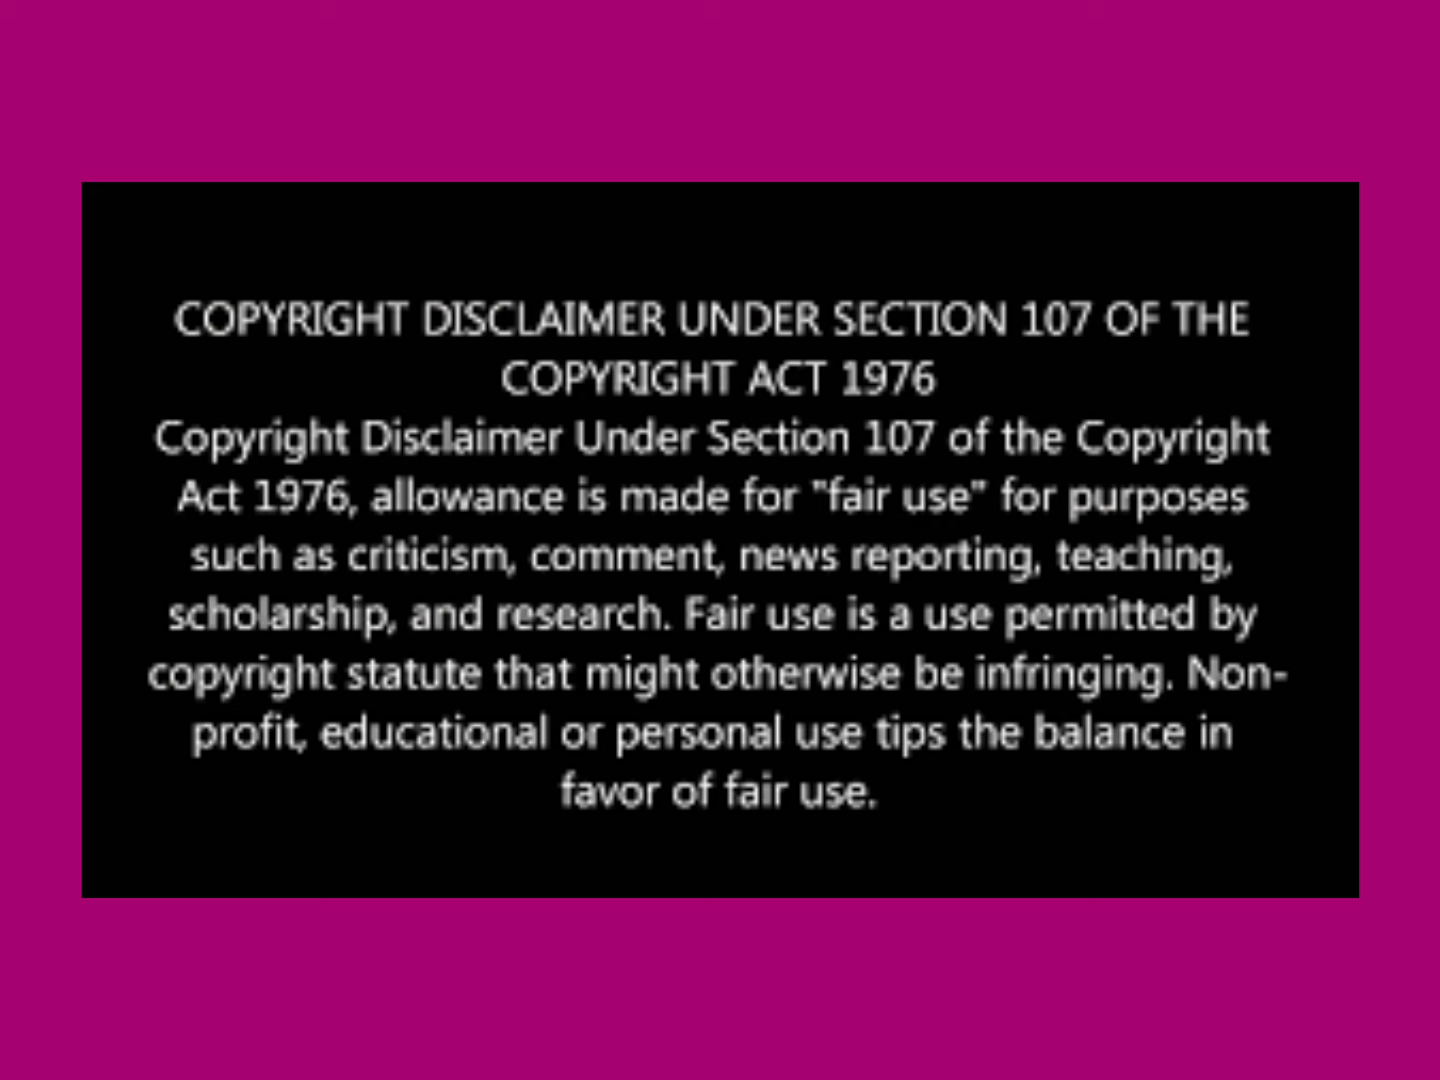 COPYRIGHT DISCLAIMER UNDER SECTION 107 OF THE
COPYRIGHT ACT 1976
Copyright Disclaimer Under Section 107 of the Copyright
Act 1976, allowance is made for "fair use" for purposes
such as criticism, comment, news reporting, teaching,
scholarship, and research. Fair use is a use permitted by
copyright statute that might otherwise be infringing. Non-
profit, educational or personal use tips the balance in
favor of fair use.